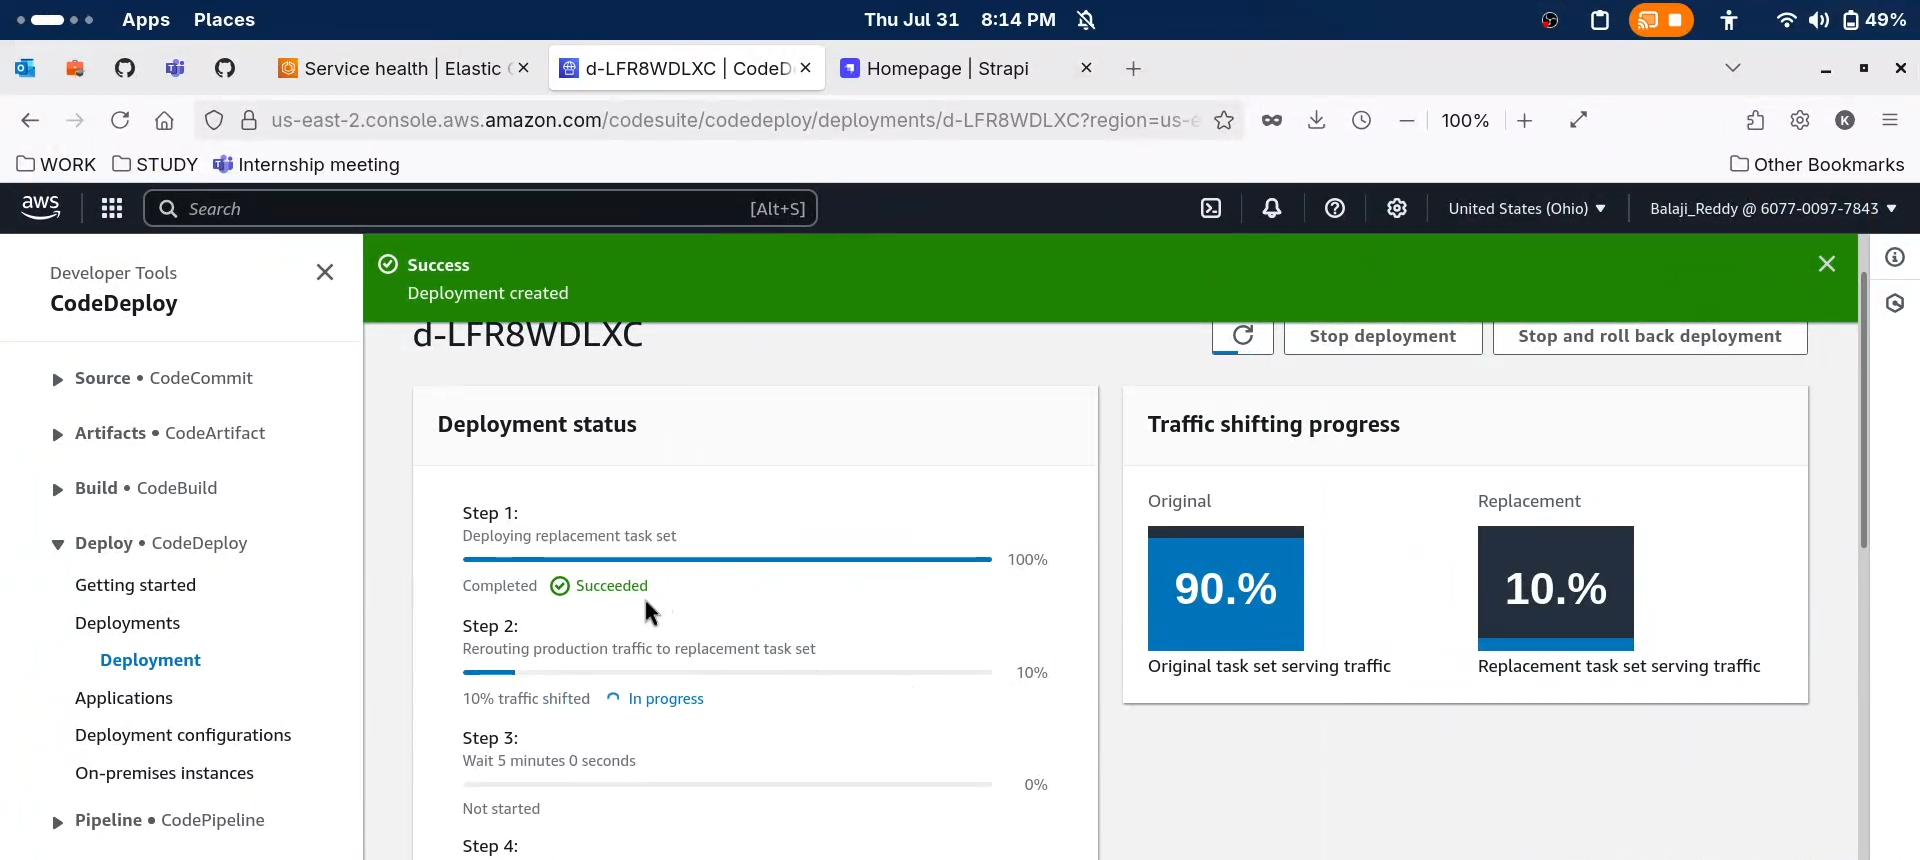 Apps Places Thu Jul 31 8:14 PM 49%
Service health | Elastic
d-LFR8WDLXC | CodeD
Homepage | Strapi
us-east-2.console.aws.amazon.com/codesuite/codedeploy/deployments/d-LFR8WDLXC?region=us-e 100% K
WORK STUDY Internship meeting Other Bookmarks
aws Search [Alt+S] United States (Ohio) Balaji_Reddy @ 6077-0097-7843
Developer Tools
CodeDeploy
Source • CodeCommit
Artifacts • CodeArtifact
Build • CodeBuild
Deploy • CodeDeploy
Getting started
Deployments
Deployment
Applications
Deployment configurations
On-premises instances
Pipeline • CodePipeline
Success
Deployment created
d-LFR8WDLXC
Stop deployment
Stop and roll back deployment
Deployment status
Step 1:
Deploying replacement task set
100%
Completed Succeeded
Step 2:
Rerouting production traffic to replacement task set
10%
10% traffic shifted In progress
Step 3:
Wait 5 minutes 0 seconds
0%
Not started
Step 4:
Traffic shifting progress
Original
90.%
Original task set serving traffic
Replacement
10.%
Replacement task set serving traffic